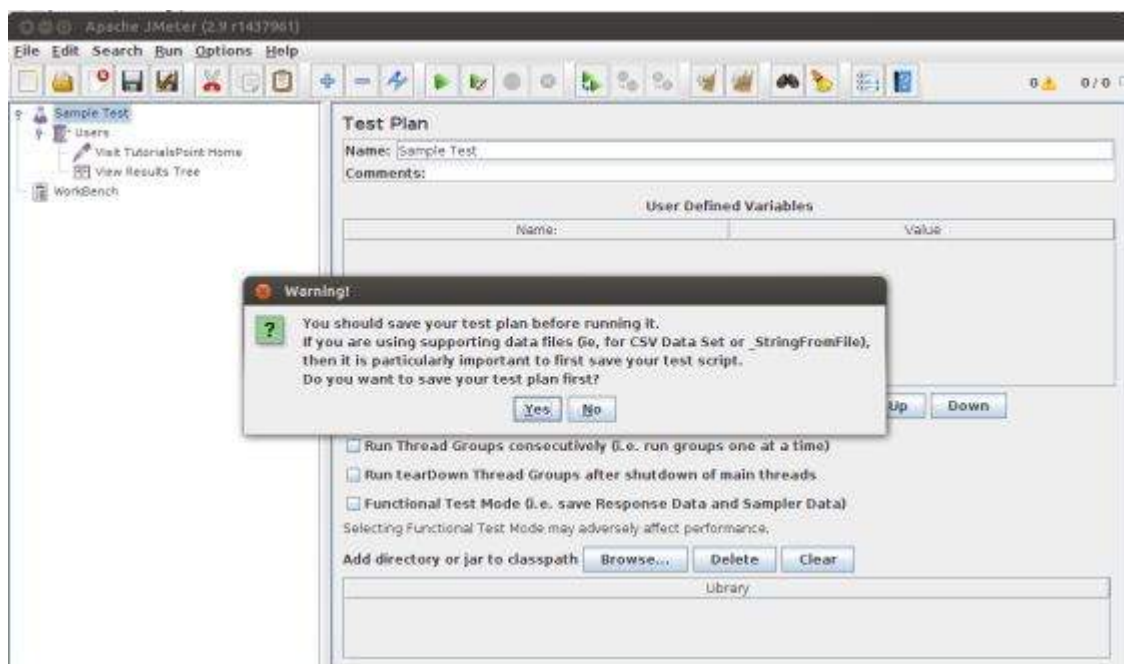 Apache JMeter (2.9 r1437961)
File Edit Search Run Options Help
0 0 / 0
Sample Test
Users
Visit TutorialsPoint Home
View Results Tree
WorkBench
Test Plan
Name: Sample Test
Comments:
User Defined Variables
Name: Value
Warning!
You should save your test plan before running it.
If you are using supporting data files (ie, for CSV Data Set or _StringFromFile),
then it is particularly important to first save your test script.
Do you want to save your test plan first?
Yes No
Up Down
Run Thread Groups consecutively (i.e. run groups one at a time)
Run tearDown Thread Groups after shutdown of main threads
Functional Test Mode (i.e. save Response Data and Sampler Data)
Selecting Functional Test Mode may adversely affect performance.
Add directory or jar to classpath Browse... Delete Clear
Library